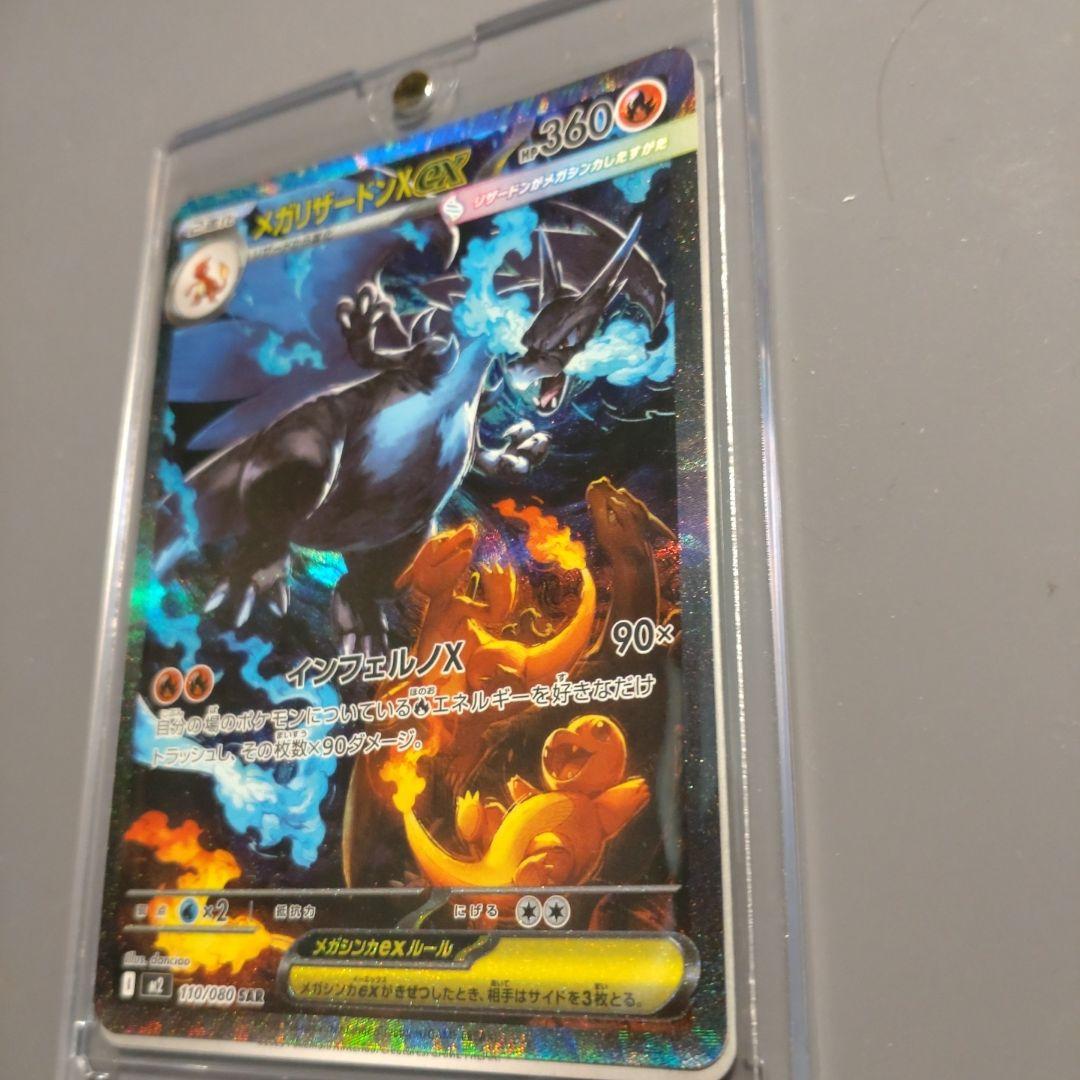 2進化
メガリザードンXex
HP360
リザードンがメガシンカしたすがた
インフェルノX 90×
自分の場のポケモンについているエネルギーを好きなだけ
トラッシュし、その枚数×90ダメージ。
弱点 ×2 抵抗力 にげる
Illus. danciao
メガシンカexルール
メガシンカexがきぜつしたとき、相手はサイドを3枚とる。
I M2 110/080 SAR